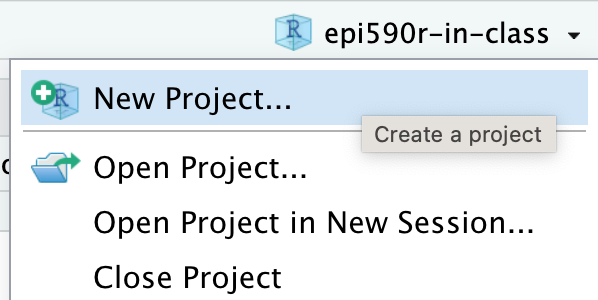 epi590r-in-class
New Project...
Create a project
Open Project...
Open Project in New Session...
Close Project